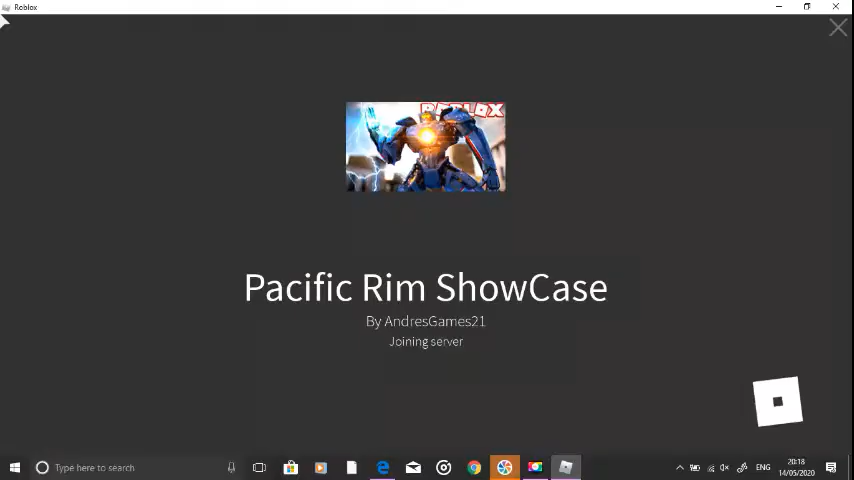 Roblox
ROBLOX
Pacific Rim ShowCase
By AndresGames21
Joining server
Type here to search
ENG
20:18
14/05/2020